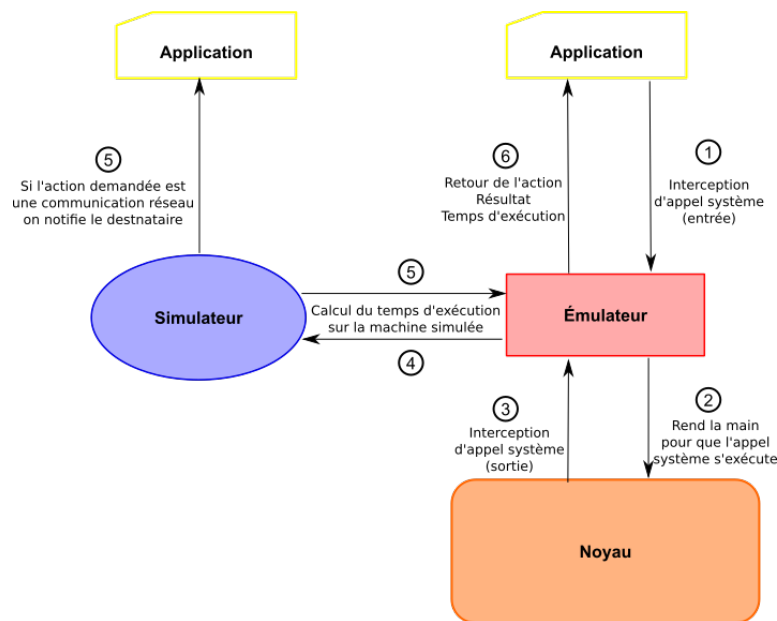 Application
Application
5
Si l'action demandée est
une communication réseau
on notifie le destnataire
6
Retour de l'action
Résultat
Temps d'exécution
1
Interception
d'appel système
(entrée)
Simulateur
5
Calcul du temps d'exécution
sur la machine simulée
4
Émulateur
3
Interception
d'appel système
(sortie)
2
Rend la main
pour que l'appel
système s'exécute
Noyau